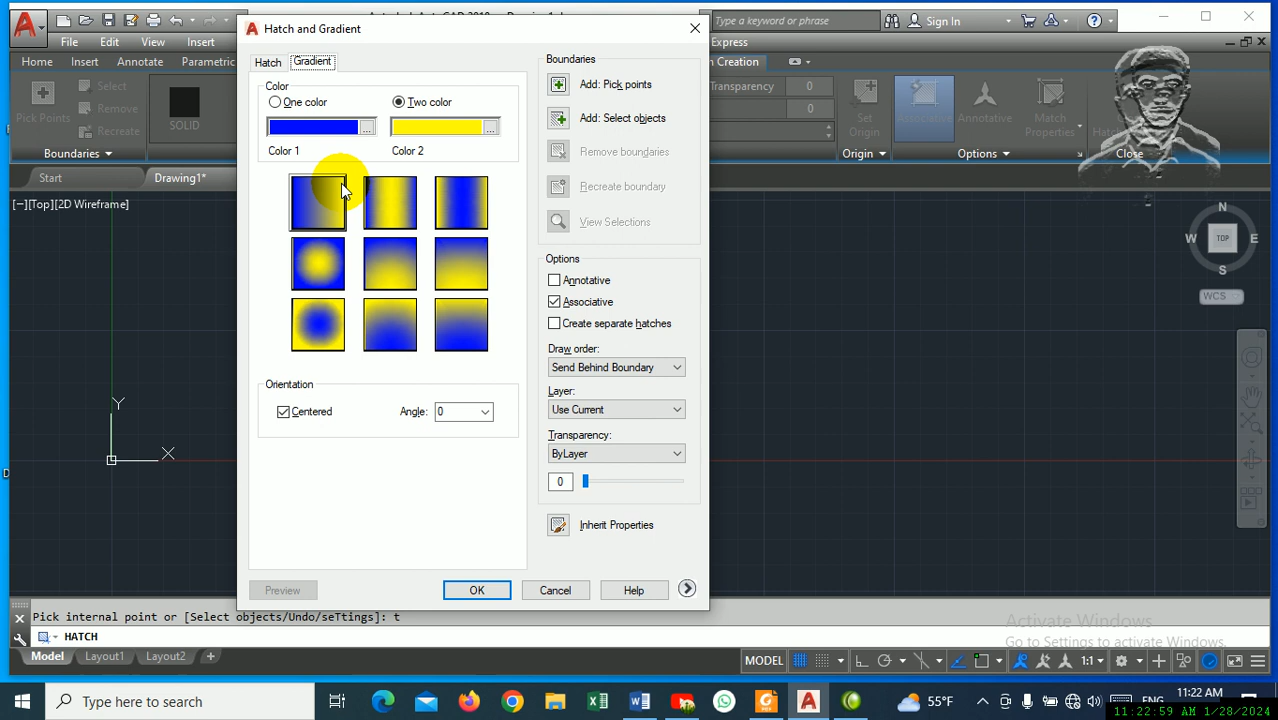 Type a keyword or phrase
Sign In
Hatch and Gradient
File Edit View Insert
Express
Home Insert Annotate Parametric
Creation
Pick Points
Select
Remove
Recreate
SOLID
Boundaries
Transparency 0
0
Set Origin
Associative
Annotative
Match Properties
Close
Origin
Options
Start
Drawing1*
[−][Top][2D Wireframe]
Hatch
Gradient
Color
One color
Two color
Color 1
Color 2
Orientation
Centered
Angle: 0
Boundaries
Add: Pick points
Add: Select objects
Remove boundaries
Recreate boundary
View Selections
Options
Annotative
Associative
Create separate hatches
Draw order:
Send Behind Boundary
Layer:
Use Current
Transparency:
ByLayer
0
Inherit Properties
Preview
OK
Cancel
Help
N
W TOP E
S
WCS
Y
X
Pick internal point or [Select objects/Undo/seTtings]: t
HATCH
Activate Windows
Go to Settings to activate Windows.
Model Layout1 Layout2
MODEL
1:1
Type here to search
55°F
ENG
11:22 AM
11:22:59 AM 1/28/2024